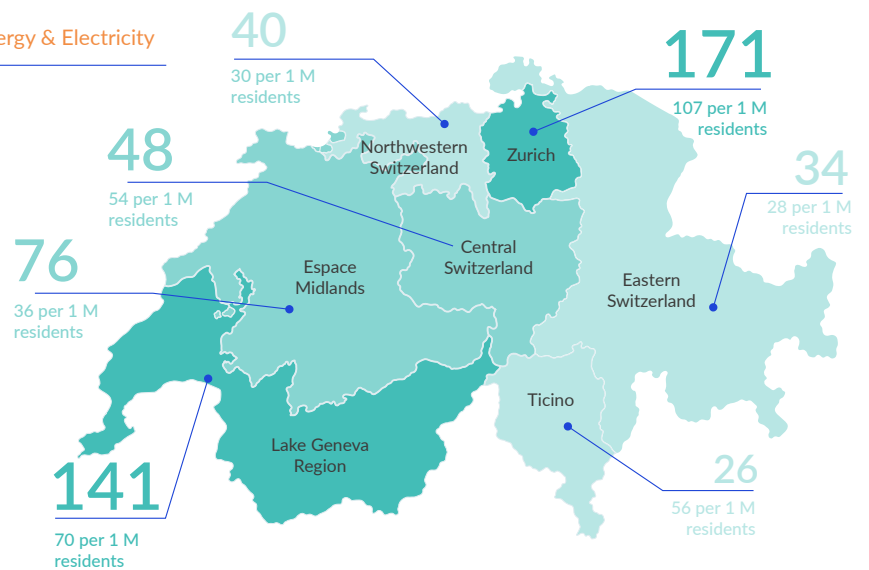 ergy & Electricity
40
30 per 1 M
residents
171
107 per 1 M
residents
48
54 per 1 M
residents
Northwestern
Switzerland
Zurich
34
28 per 1 M
residents
76
36 per 1 M
residents
Espace
Midlands
Central
Switzerland
Eastern
Switzerland
Ticino
Lake Geneva
Region
141
70 per 1 M
residents
26
56 per 1 M
residents